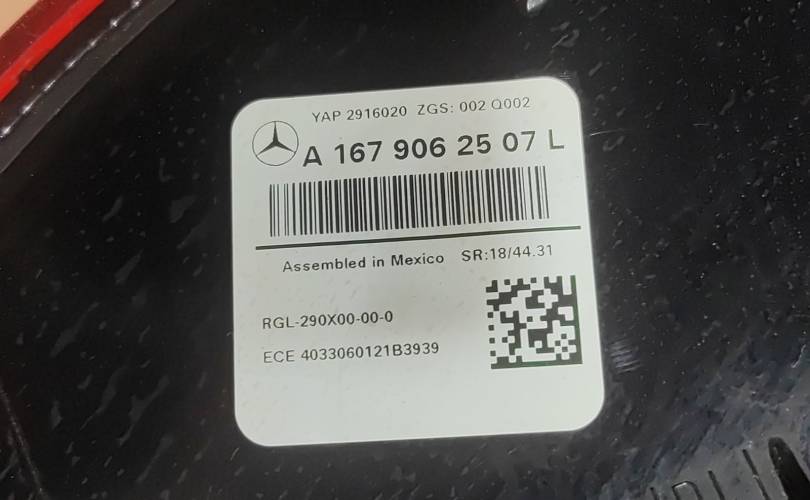 YAP 2916020 ZGS: 002 Q002
A 167 906 25 07 L
Assembled in Mexico SR:18/44.31
RGL-290X00-00-0
ECE 4033060121B3939